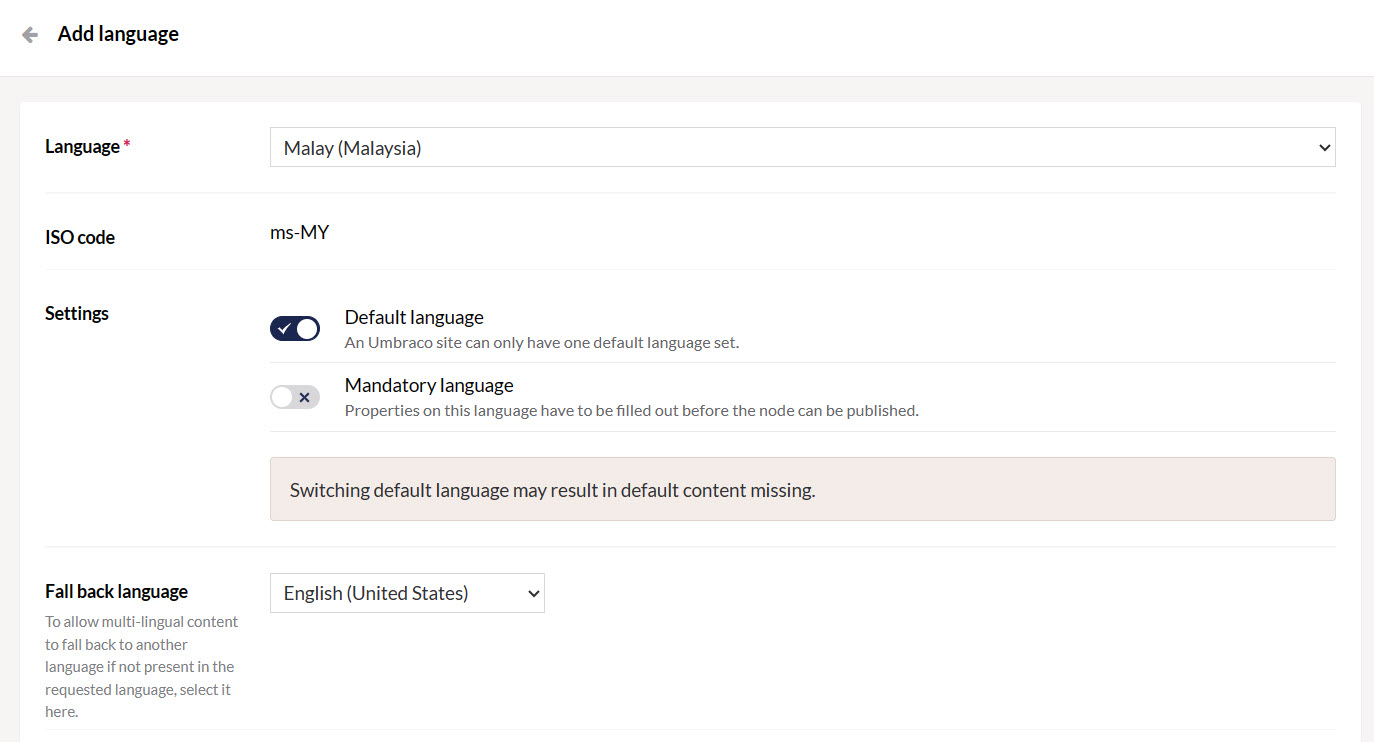 Add language
Language *
Malay (Malaysia)
ISO code
ms-MY
Settings
Default language
An Umbraco site can only have one default language set.
Mandatory language
Properties on this language have to be filled out before the node can be published.
Switching default language may result in default content missing.
Fall back language
English (United States)
To allow multi-lingual content
to fall back to another
language if not present in the
requested language, select it
here.